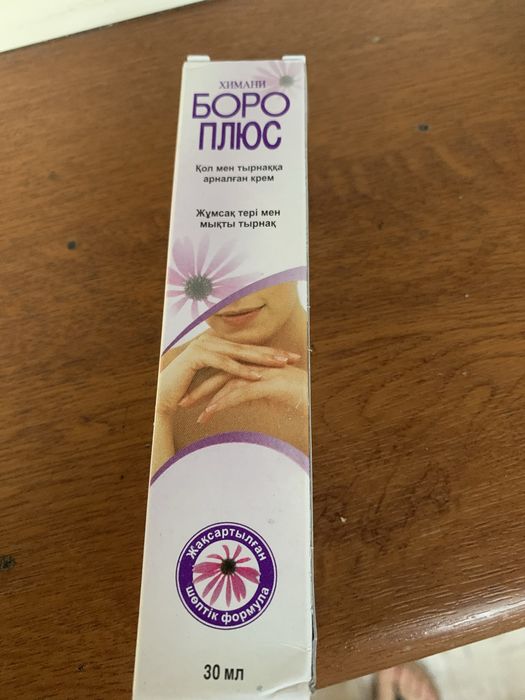 ХИМАНИ
БОРО
ПЛЮС
Қол мен тырнаққа
арналған крем
Жұмсақ тері мен
мықты тырнақ
Жақсартылған
шөптік формула
30 мл